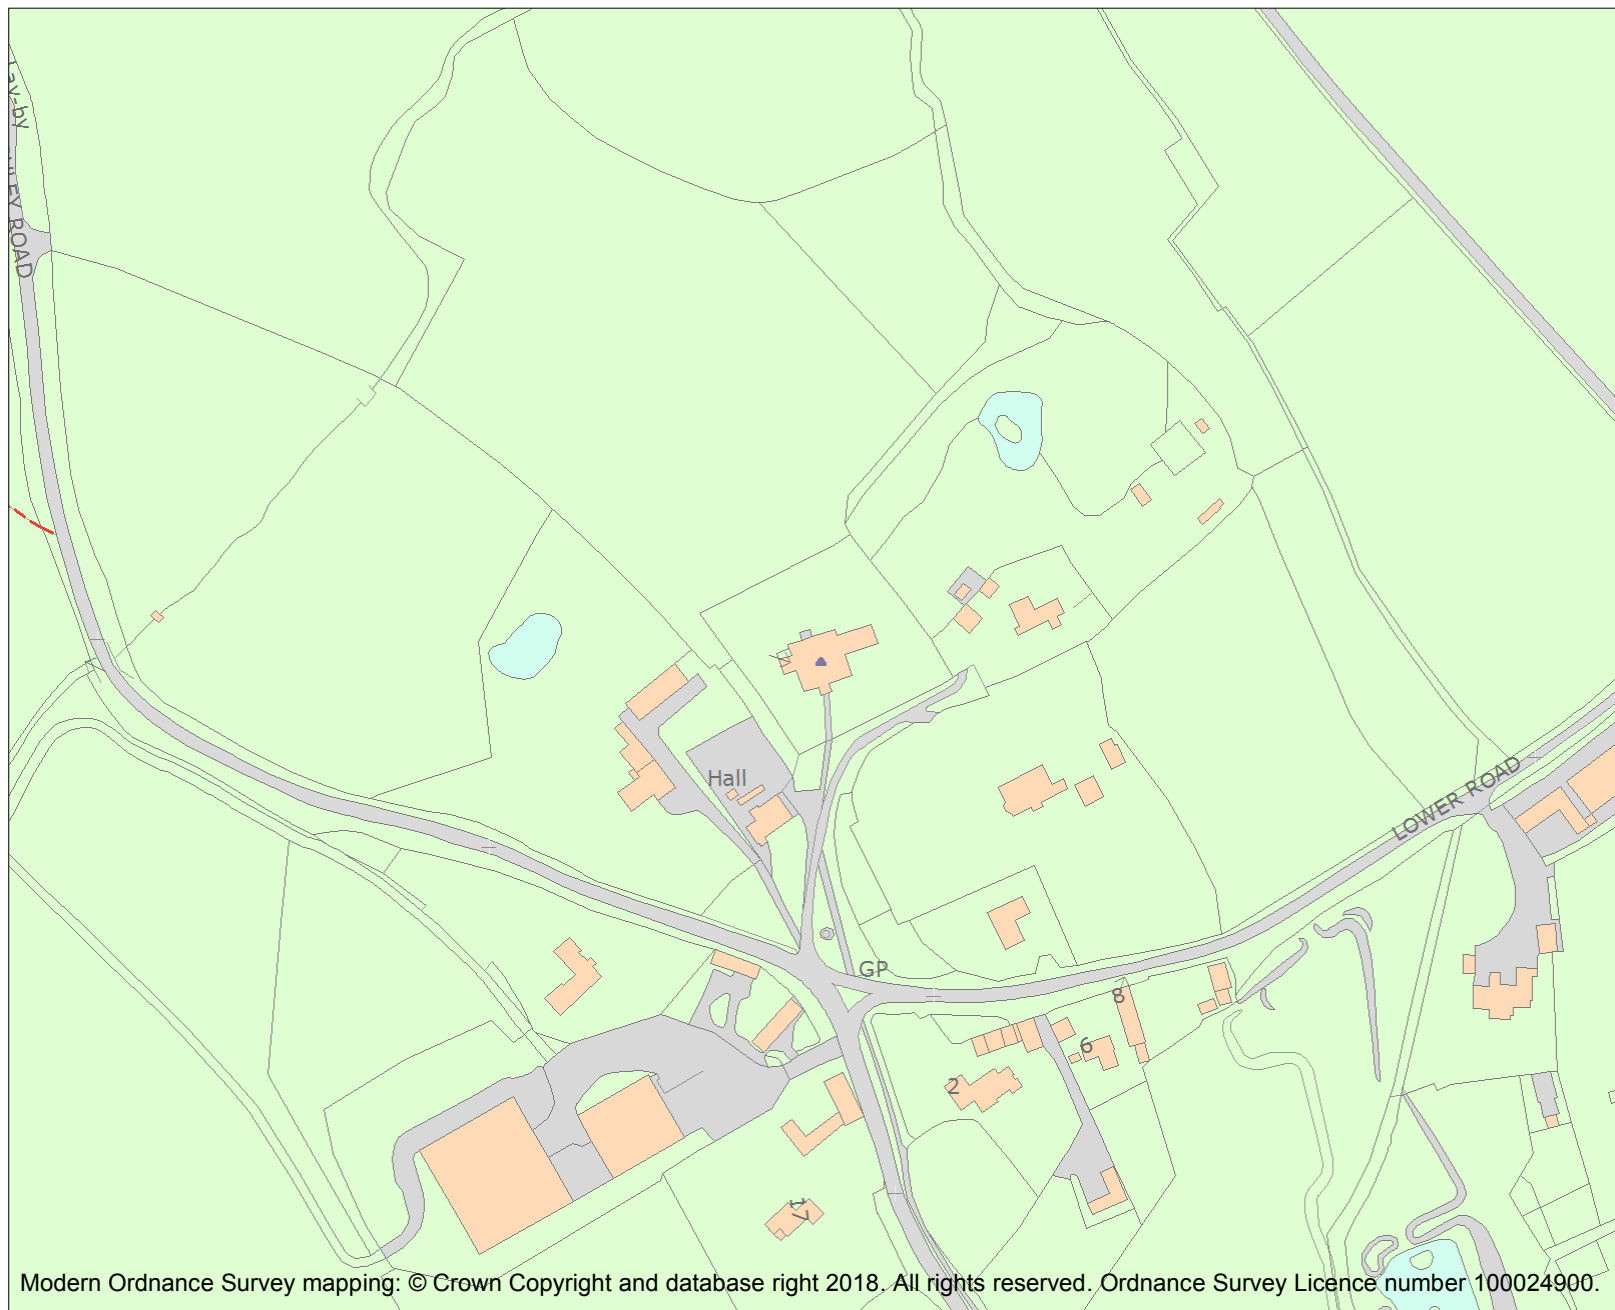 Lay-by
ROAD
Hall
LOWER ROAD
GP
8
6
2
17
Modern Ordnance Survey mapping: © Crown Copyright and database right 2018. All rights reserved. Ordnance Survey Licence number 100024900.